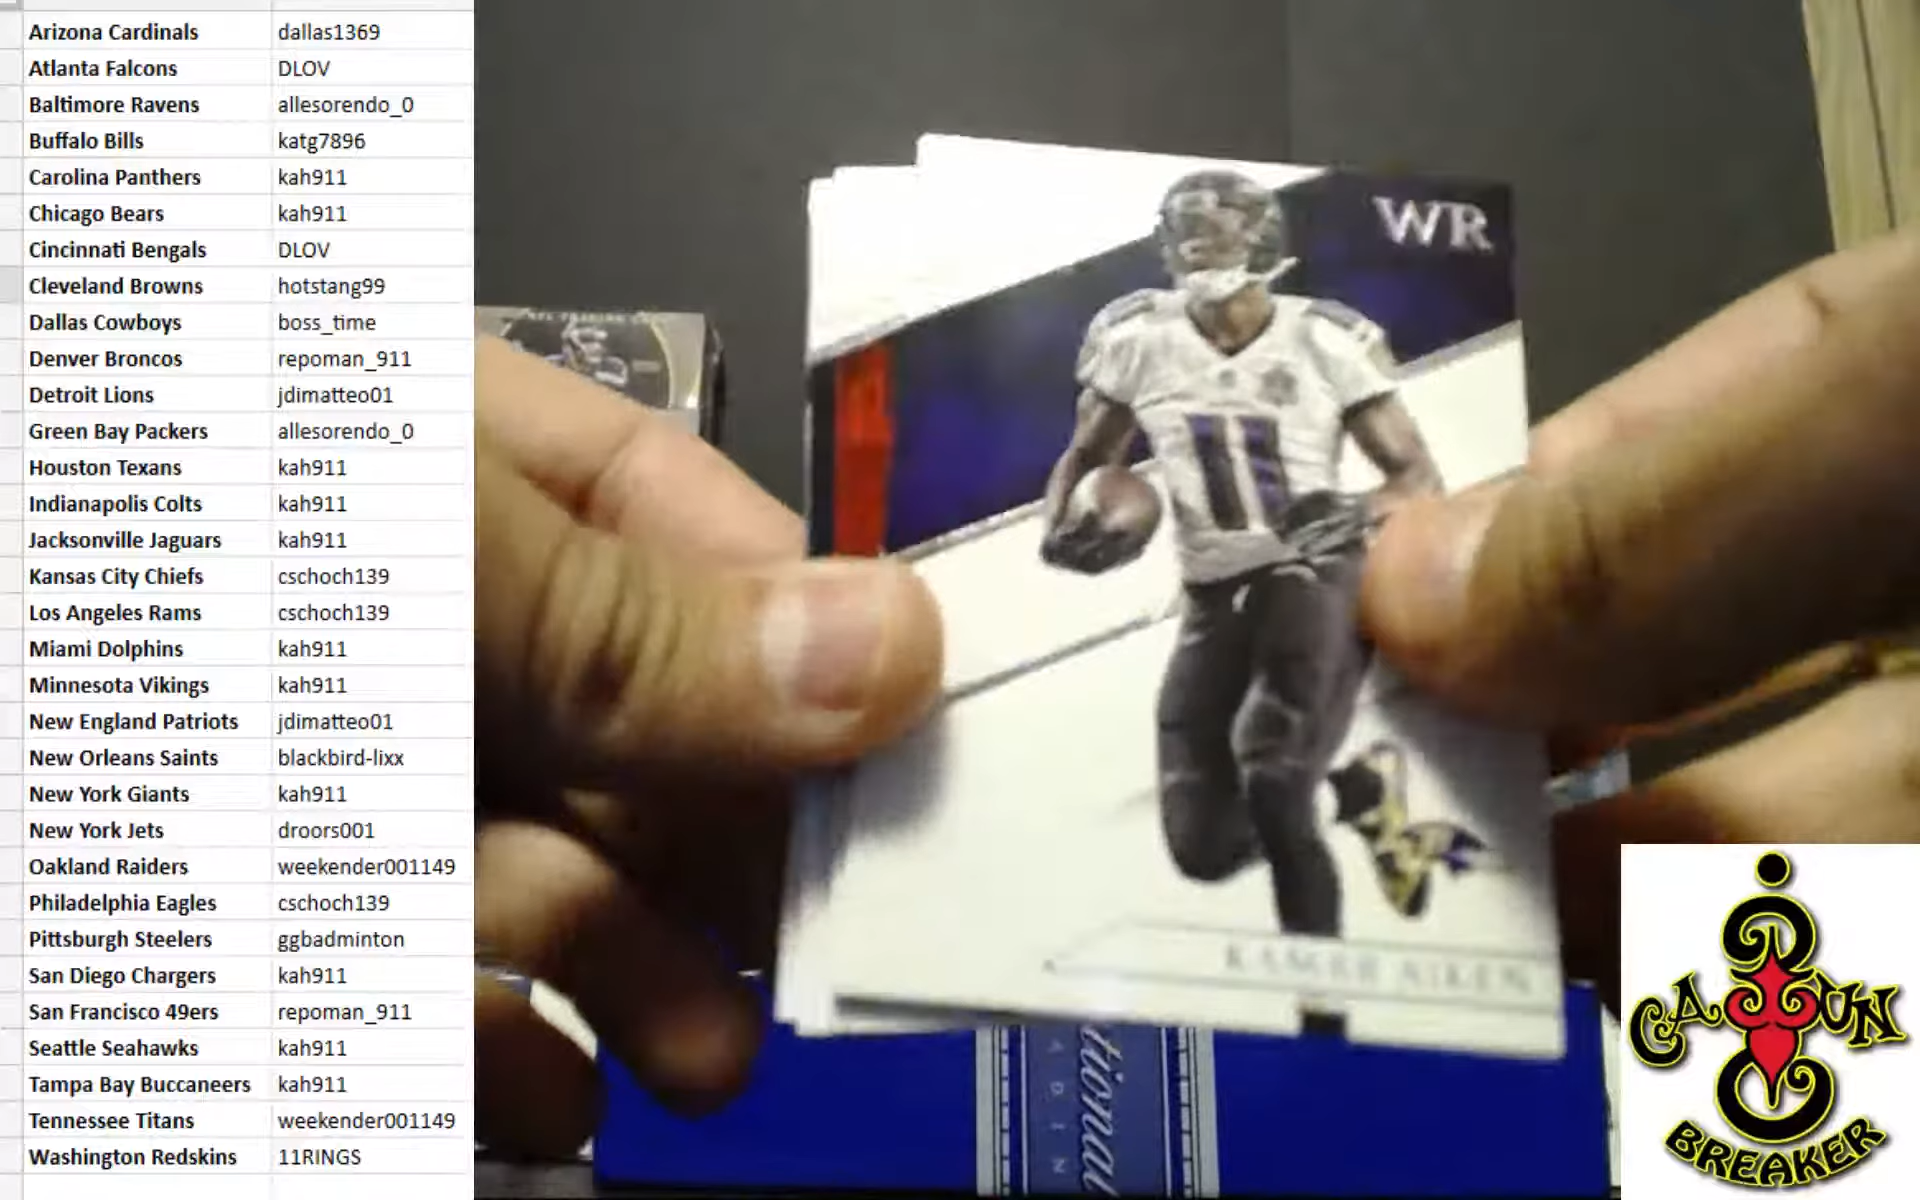 Arizona Cardinals dallas1369
Atlanta Falcons DLOV
Baltimore Ravens allesorendo_0
Buffalo Bills katg7896
Carolina Panthers kah911
Chicago Bears kah911
Cincinnati Bengals DLOV
Cleveland Browns hotstang99
Dallas Cowboys boss_time
Denver Broncos repoman_911
Detroit Lions jdimatteo01
Green Bay Packers allesorendo_0
Houston Texans kah911
Indianapolis Colts kah911
Jacksonville Jaguars kah911
Kansas City Chiefs cschoch139
Los Angeles Rams cschoch139
Miami Dolphins kah911
Minnesota Vikings kah911
New England Patriots jdimatteo01
New Orleans Saints blackbird-lixx
New York Giants kah911
New York Jets droors001
Oakland Raiders weekender001149
Philadelphia Eagles cschoch139
Pittsburgh Steelers ggbadminton
San Diego Chargers kah911
San Francisco 49ers repoman_911
Seattle Seahawks kah911
Tampa Bay Buccaneers kah911
Tennessee Titans weekender001149
Washington Redskins 11RINGS
WR
11
KAMAR AIKEN
tional
CAJUN
BREAKER